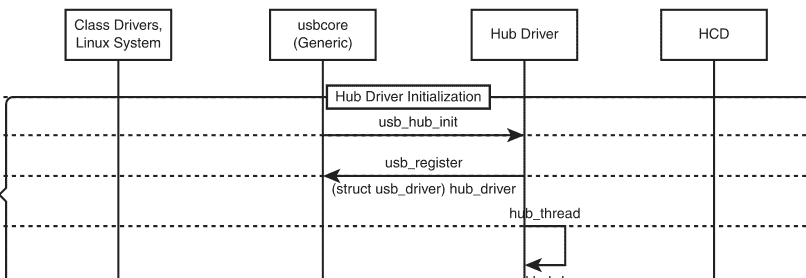 Class Drivers,
Linux System
usbcore
(Generic)
Hub Driver
HCD
Hub Driver Initialization
usb_hub_init
usb_register
(struct usb_driver) hub_driver
hub_thread